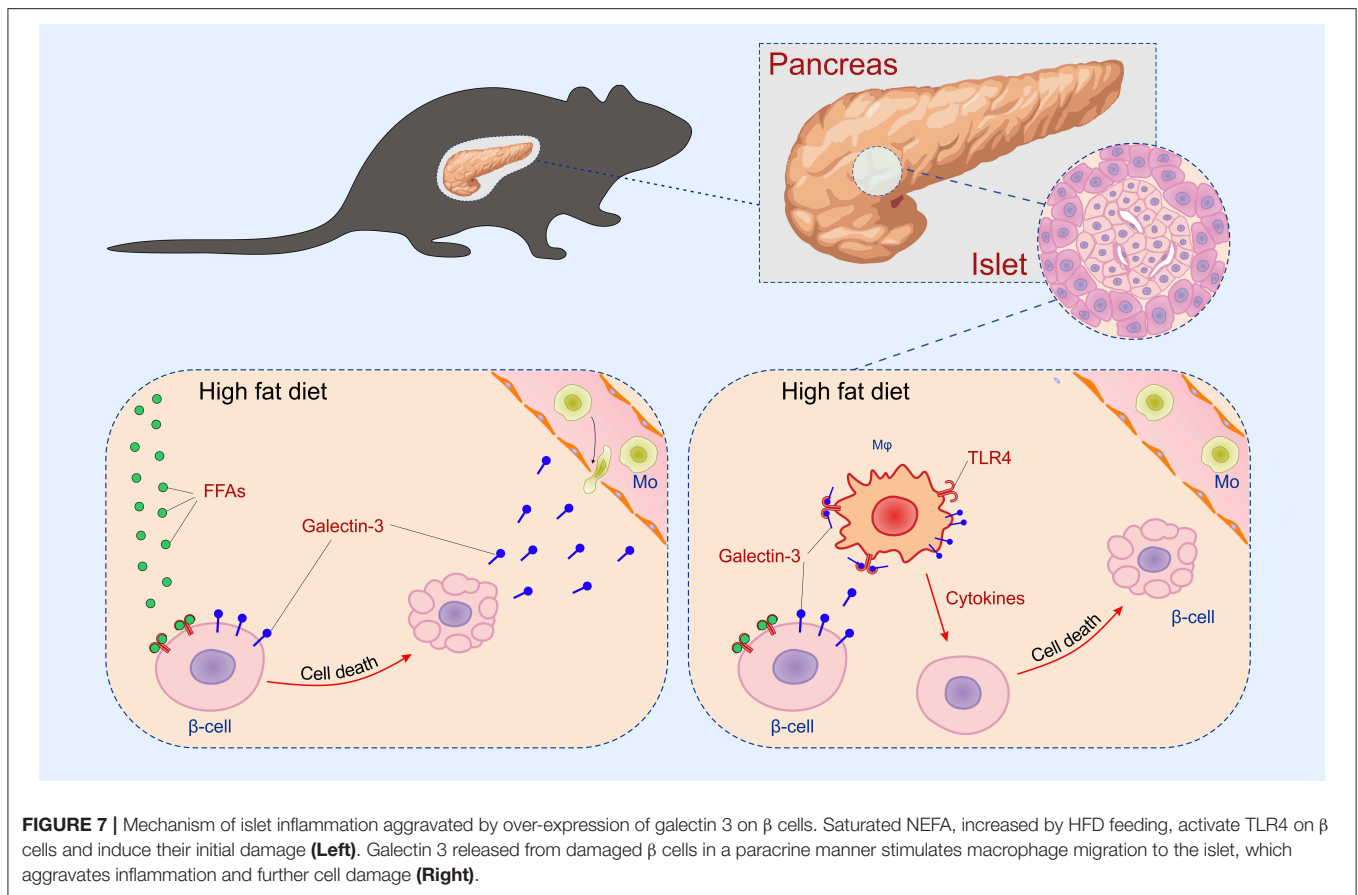 Pancreas
Islet
High fat diet
FFAs
Galectin-3
Mo
Cell death
β-cell
High fat diet
Mφ
TLR4
Mo
Galectin-3
Cytokines
β-cell
Cell death
β-cell
FIGURE 7 | Mechanism of islet inflammation aggravated by over-expression of galectin 3 on β cells. Saturated NEFA, increased by HFD feeding, activate TLR4 on β
cells and induce their initial damage (Left). Galectin 3 released from damaged β cells in a paracrine manner stimulates macrophage migration to the islet, which
aggravates inflammation and further cell damage (Right).